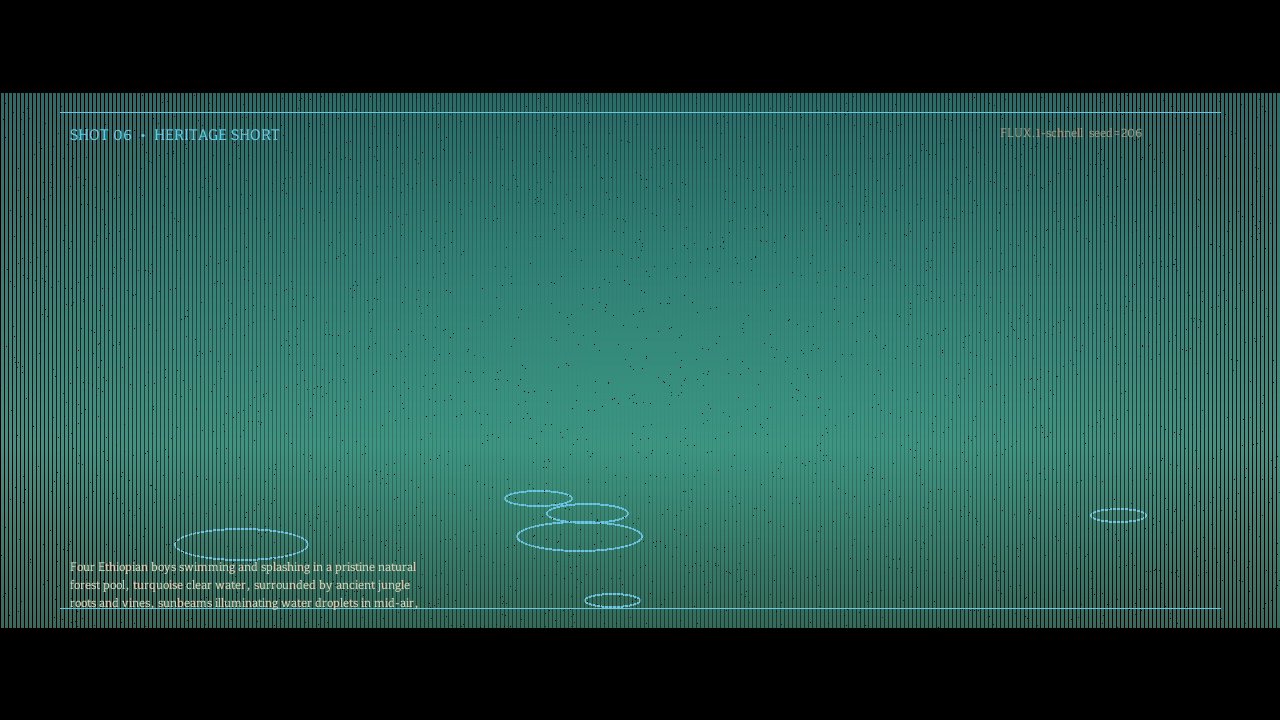 SHOT 06 • HERITAGE SHORT
FLUX.1-schnell seed=206
Four Ethiopian boys swimming and splashing in a pristine natural
forest pool, turquoise clear water, surrounded by ancient jungle
roots and vines, sunbeams illuminating water droplets in mid-air,